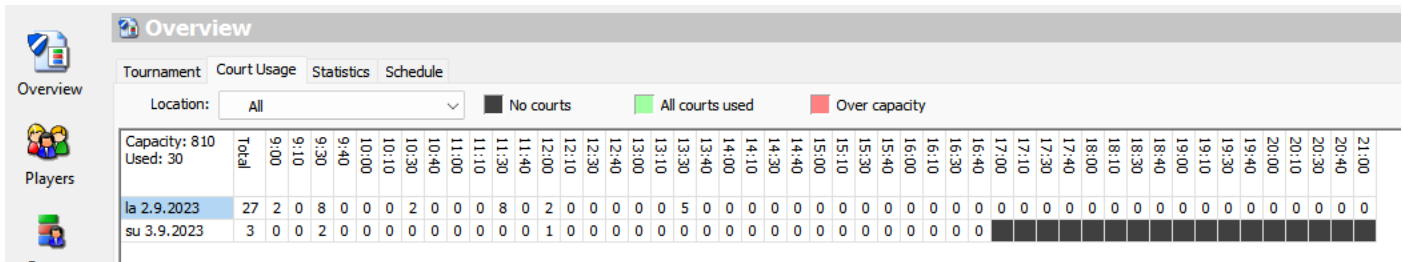 Overview
Overview
Players
Tournament Court Usage Statistics Schedule
Location: All No courts All courts used Over capacity
Capacity: 810
Used: 30
Total 9:00 9:10 9:30 9:40 10:00 10:10 10:30 10:40 11:00 11:10 11:30 11:40 12:00 12:10 12:30 12:40 13:00 13:10 13:30 13:40 14:00 14:10 14:30 14:40 15:00 15:10 15:30 15:40 16:00 16:10 16:30 16:40 17:00 17:10 17:30 17:40 18:00 18:10 18:30 18:40 19:00 19:10 19:30 19:40 20:00 20:10 20:30 20:40 21:00
la 2.9.2023 27 2 0 8 0 0 0 2 0 0 0 8 0 2 0 0 0 0 0 5 0 0 0 0 0 0 0 0 0 0 0 0 0 0 0 0 0 0 0 0 0 0 0 0 0 0 0 0 0 0
su 3.9.2023 3 0 0 2 0 0 0 0 0 0 0 0 0 1 0 0 0 0 0 0 0 0 0 0 0 0 0 0 0 0 0 0 0